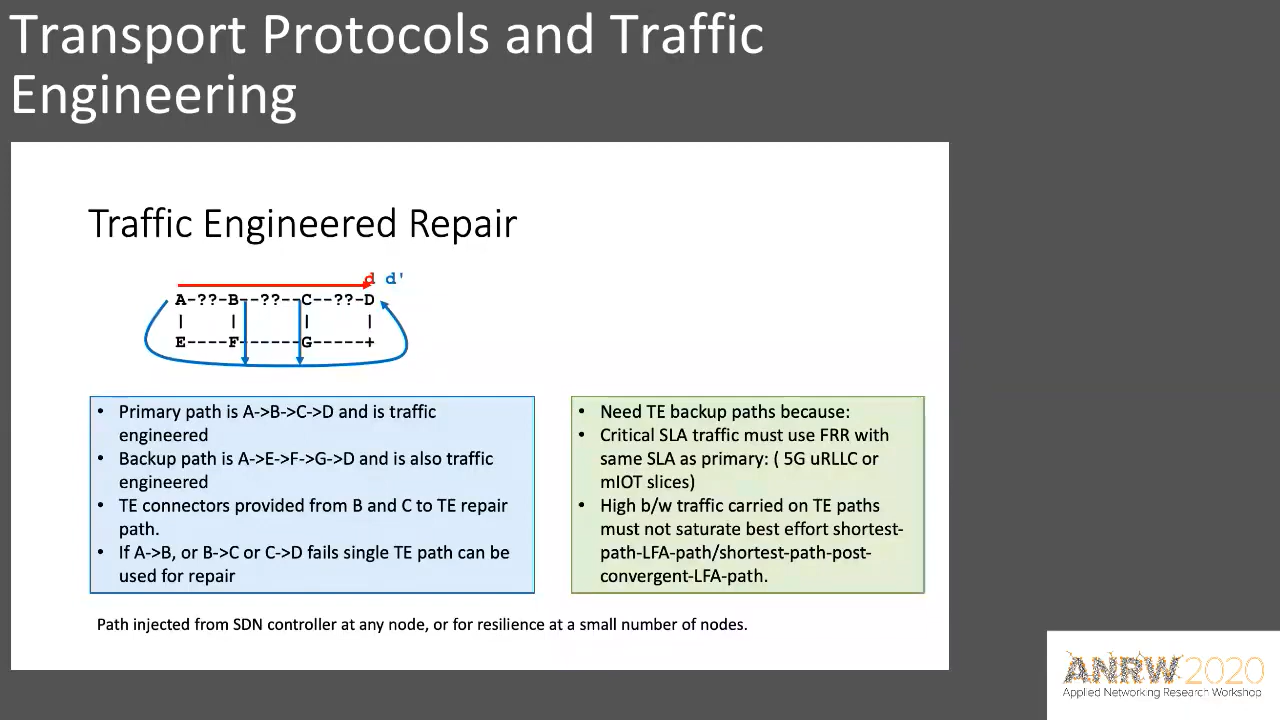 Transport Protocols and Traffic
Engineering
Traffic Engineered Repair
d d'
A-??-B--??--C--??-D
| | | |
E----F------G-----+
• Primary path is A->B->C->D and is traffic
engineered
• Backup path is A->E->F->G->D and is also traffic
engineered
• TE connectors provided from B and C to TE repair
path.
• If A->B, or B->C or C->D fails single TE path can be
used for repair
• Need TE backup paths because:
• Critical SLA traffic must use FRR with
same SLA as primary: ( 5G uRLLC or
mIOT slices)
• High b/w traffic carried on TE paths
must not saturate best effort shortest-
path-LFA-path/shortest-path-post-
convergent-LFA-path.
Path injected from SDN controller at any node, or for resilience at a small number of nodes.
ANRW 2020
Applied Networking Research Workshop